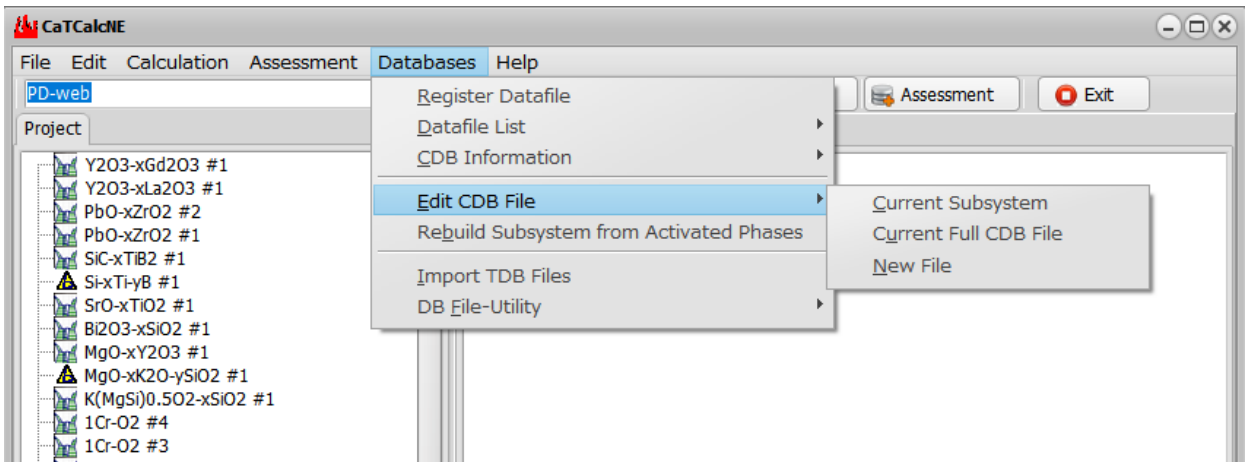 CaTCalcNE
File Edit Calculation Assessment Databases Help
PD-web
Assessment
Exit
Project
Register Datafile
Datafile List
CDB Information
Edit CDB File
Rebuild Subsystem from Activated Phases
Import TDB Files
DB File-Utility
Current Subsystem
Current Full CDB File
New File
Y2O3-xGd2O3 #1
Y2O3-xLa2O3 #1
PbO-xZrO2 #2
PbO-xZrO2 #1
SiC-xTiB2 #1
Si-xTi-yB #1
SrO-xTiO2 #1
Bi2O3-xSiO2 #1
MgO-xY2O3 #1
MgO-xK2O-ySiO2 #1
K(MgSi)0.5O2-xSiO2 #1
1Cr-O2 #4
1Cr-O2 #3